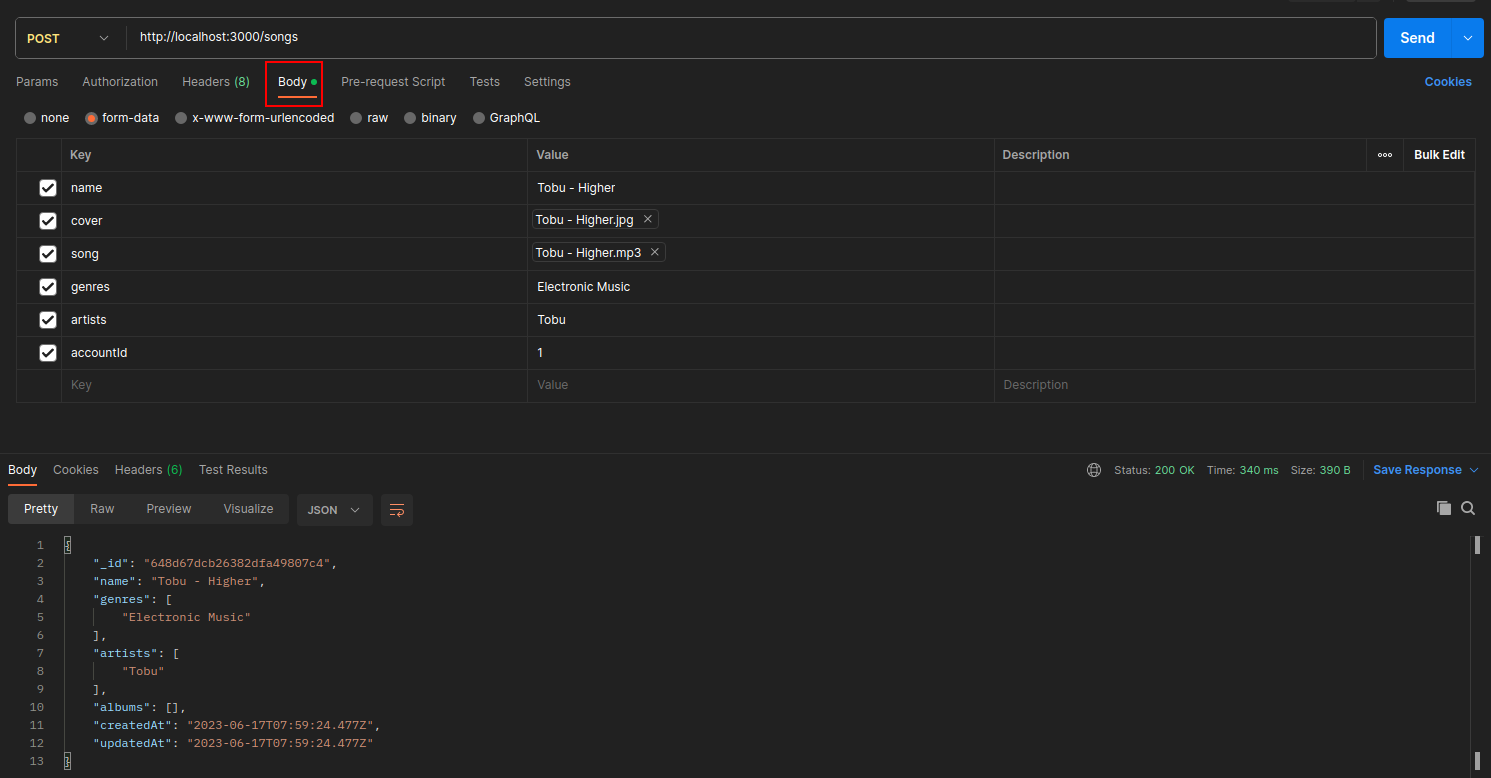 POST http://localhost:3000/songs Send
Params Authorization Headers (8) Body Pre-request Script Tests Settings Cookies
none form-data x-www-form-urlencoded raw binary GraphQL
Key Value Description Bulk Edit
name Tobu - Higher
cover Tobu - Higher.jpg
song Tobu - Higher.mp3
genres Electronic Music
artists Tobu
accountId 1
Key Value Description
Body Cookies Headers (6) Test Results Status: 200 OK Time: 340 ms Size: 390 B Save Response
Pretty Raw Preview Visualize JSON
1 {
2 "_id": "648d67dcb26382dfa49807c4",
3 "name": "Tobu - Higher",
4 "genres": [
5 "Electronic Music"
6 ],
7 "artists": [
8 "Tobu"
9 ],
10 "albums": [],
11 "createdAt": "2023-06-17T07:59:24.477Z",
12 "updatedAt": "2023-06-17T07:59:24.477Z"
13 }